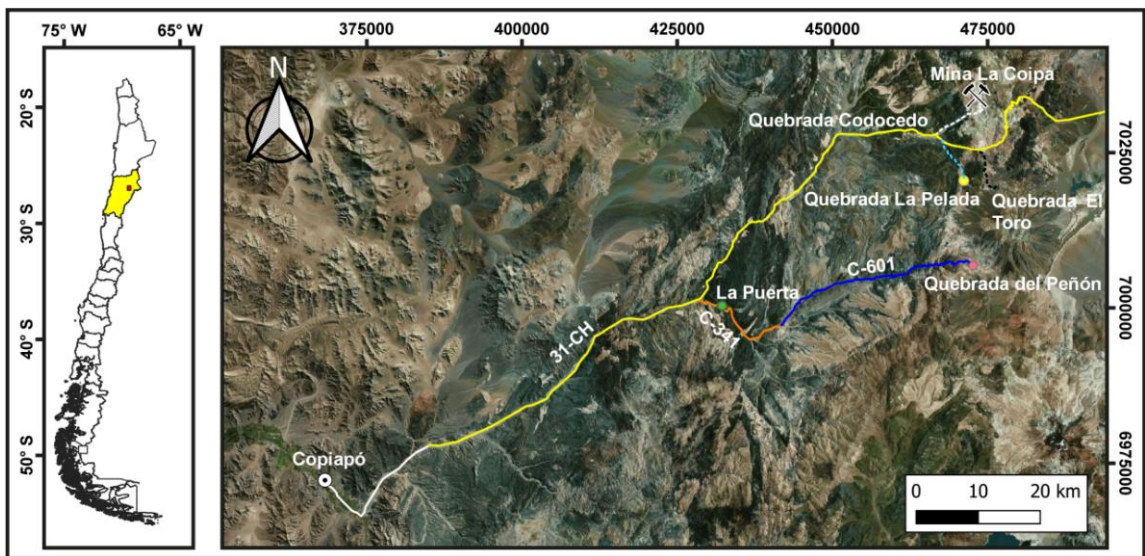 75° W 65° W
20° S
30° S
40° S
50° S
375000 400000 425000 450000 475000
N
Mina La Coipa
Quebrada Codocedo
7025000
Quebrada La Pelada
Quebrada El
Toro
C-601
Quebrada del Peñón
La Puerta
C-341
7000000
31-CH
Copiapó
6975000
0 10 20 km